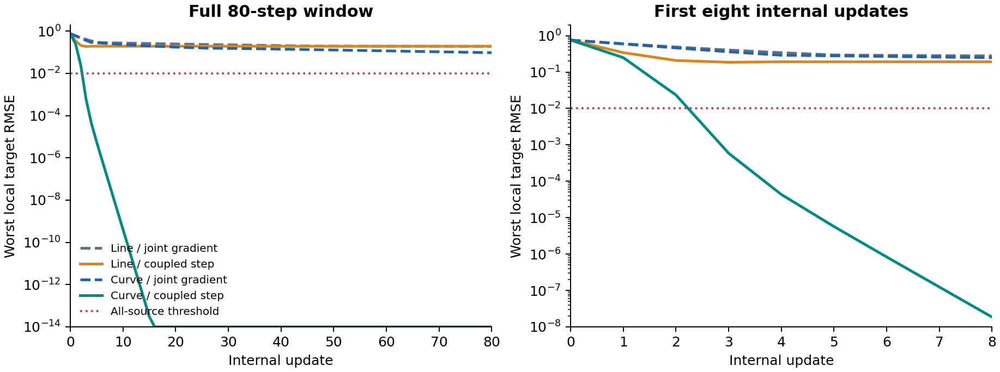 Full 80-step window
Worst local target RMSE
10⁰
10⁻²
10⁻⁴
10⁻⁶
10⁻⁸
10⁻¹⁰
10⁻¹²
10⁻¹⁴
Line / joint gradient
Line / coupled step
Curve / joint gradient
Curve / coupled step
All-source threshold
0 10 20 30 40 50 60 70 80
Internal update
First eight internal updates
Worst local target RMSE
10⁰
10⁻¹
10⁻²
10⁻³
10⁻⁴
10⁻⁵
10⁻⁶
10⁻⁷
10⁻⁸
0 1 2 3 4 5 6 7 8
Internal update